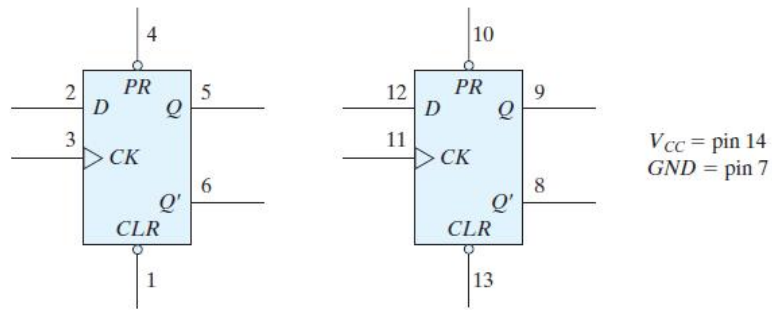 4
10
PR
PR
2
5
12
9
D
Q
D
Q
3
11
CK
CK
V_CC = pin 14
GND = pin 7
6
8
Q'
Q'
CLR
CLR
1
13